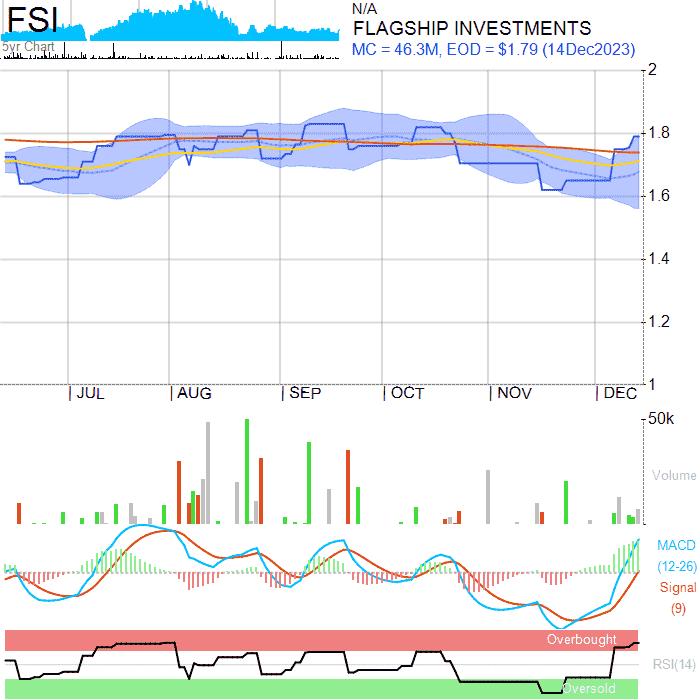 FSI
5yr Chart
N/A
FLAGSHIP INVESTMENTS
MC = 46.3M, EOD = $1.79 (14Dec2023)
2
1.8
1.6
1.4
1.2
1
JUL AUG SEP OCT NOV DEC
50k
Volume
MACD
(12-26)
Signal
(9)
Overbought
RSI(14)
Oversold